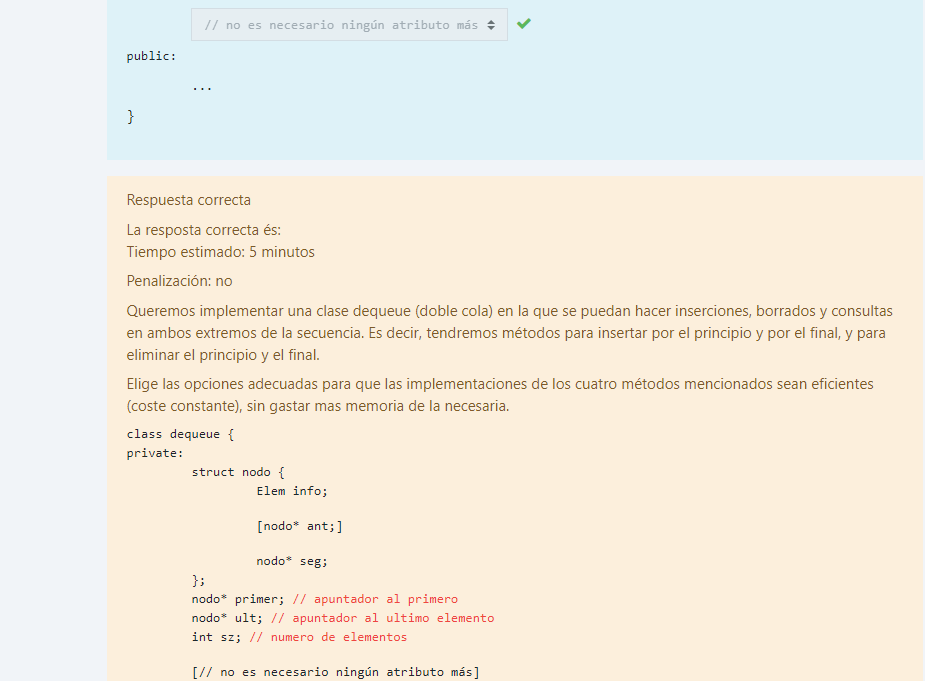 // no es necesario ningún atributo más
public:
...
}
Respuesta correcta
La resposta correcta és:
Tiempo estimado: 5 minutos
Penalización: no
Queremos implementar una clase dequeue (doble cola) en la que se puedan hacer inserciones, borrados y consultas
en ambos extremos de la secuencia. Es decir, tendremos métodos para insertar por el principio y por el final, y para
eliminar el principio y el final.
Elige las opciones adecuadas para que las implementaciones de los cuatro métodos mencionados sean eficientes
(coste constante), sin gastar mas memoria de la necesaria.
class dequeue {
private:
struct nodo {
Elem info;
[nodo* ant;]
nodo* seg;
};
nodo* primer; // apuntador al primero
nodo* ult; // apuntador al ultimo elemento
int sz; // numero de elementos
[// no es necesario ningún atributo más]